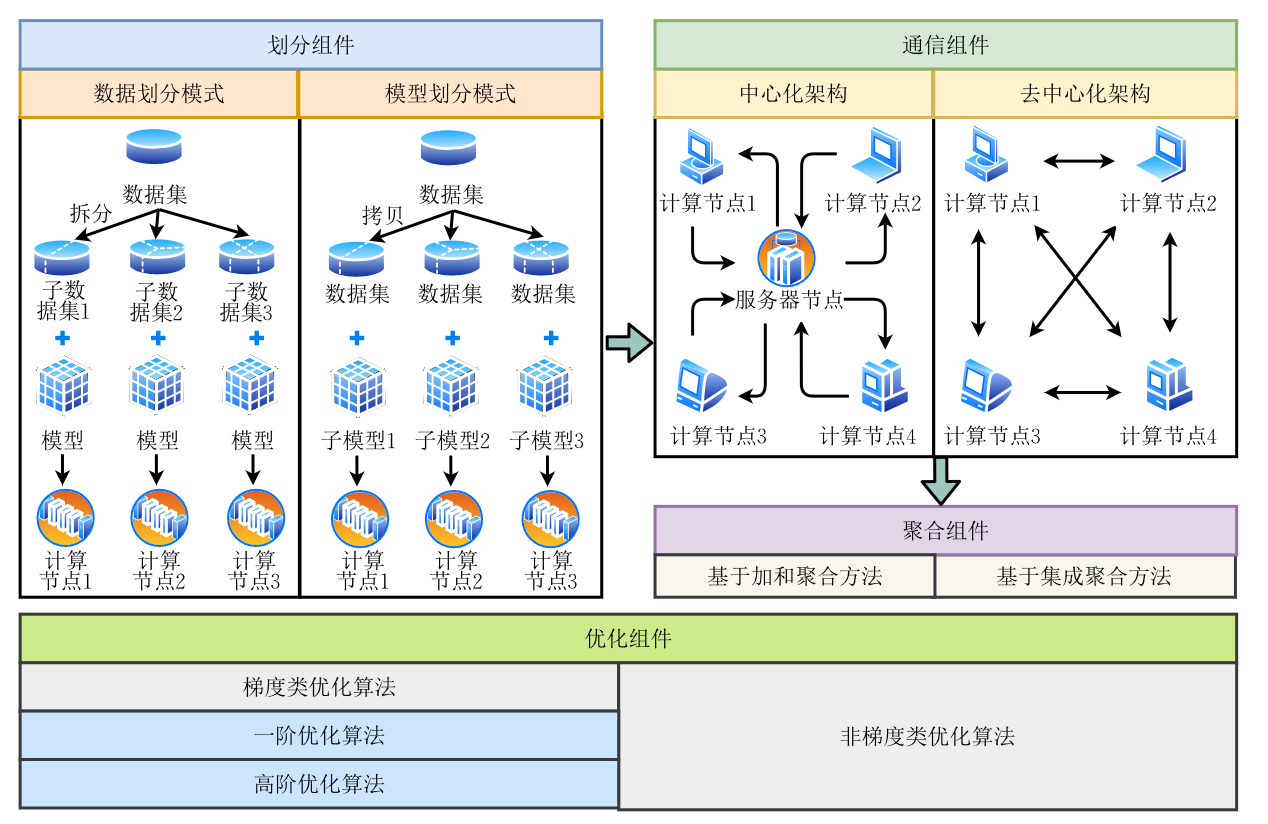 划分组件
数据划分模式
模型划分模式
数据集
拆分
子数
据集1
子数
据集2
子数
据集3
模型
模型
模型
计算
节点1
计算
节点2
计算
节点3
数据集
拷贝
数据集
数据集
数据集
子模型1
子模型2
子模型3
计算
节点1
计算
节点2
计算
节点3
通信组件
中心化架构
去中心化架构
计算节点1
计算节点2
服务器节点
计算节点3
计算节点4
计算节点1
计算节点2
计算节点3
计算节点4
聚合组件
基于加和聚合方法
基于集成聚合方法
优化组件
梯度类优化算法
一阶优化算法
高阶优化算法
非梯度类优化算法